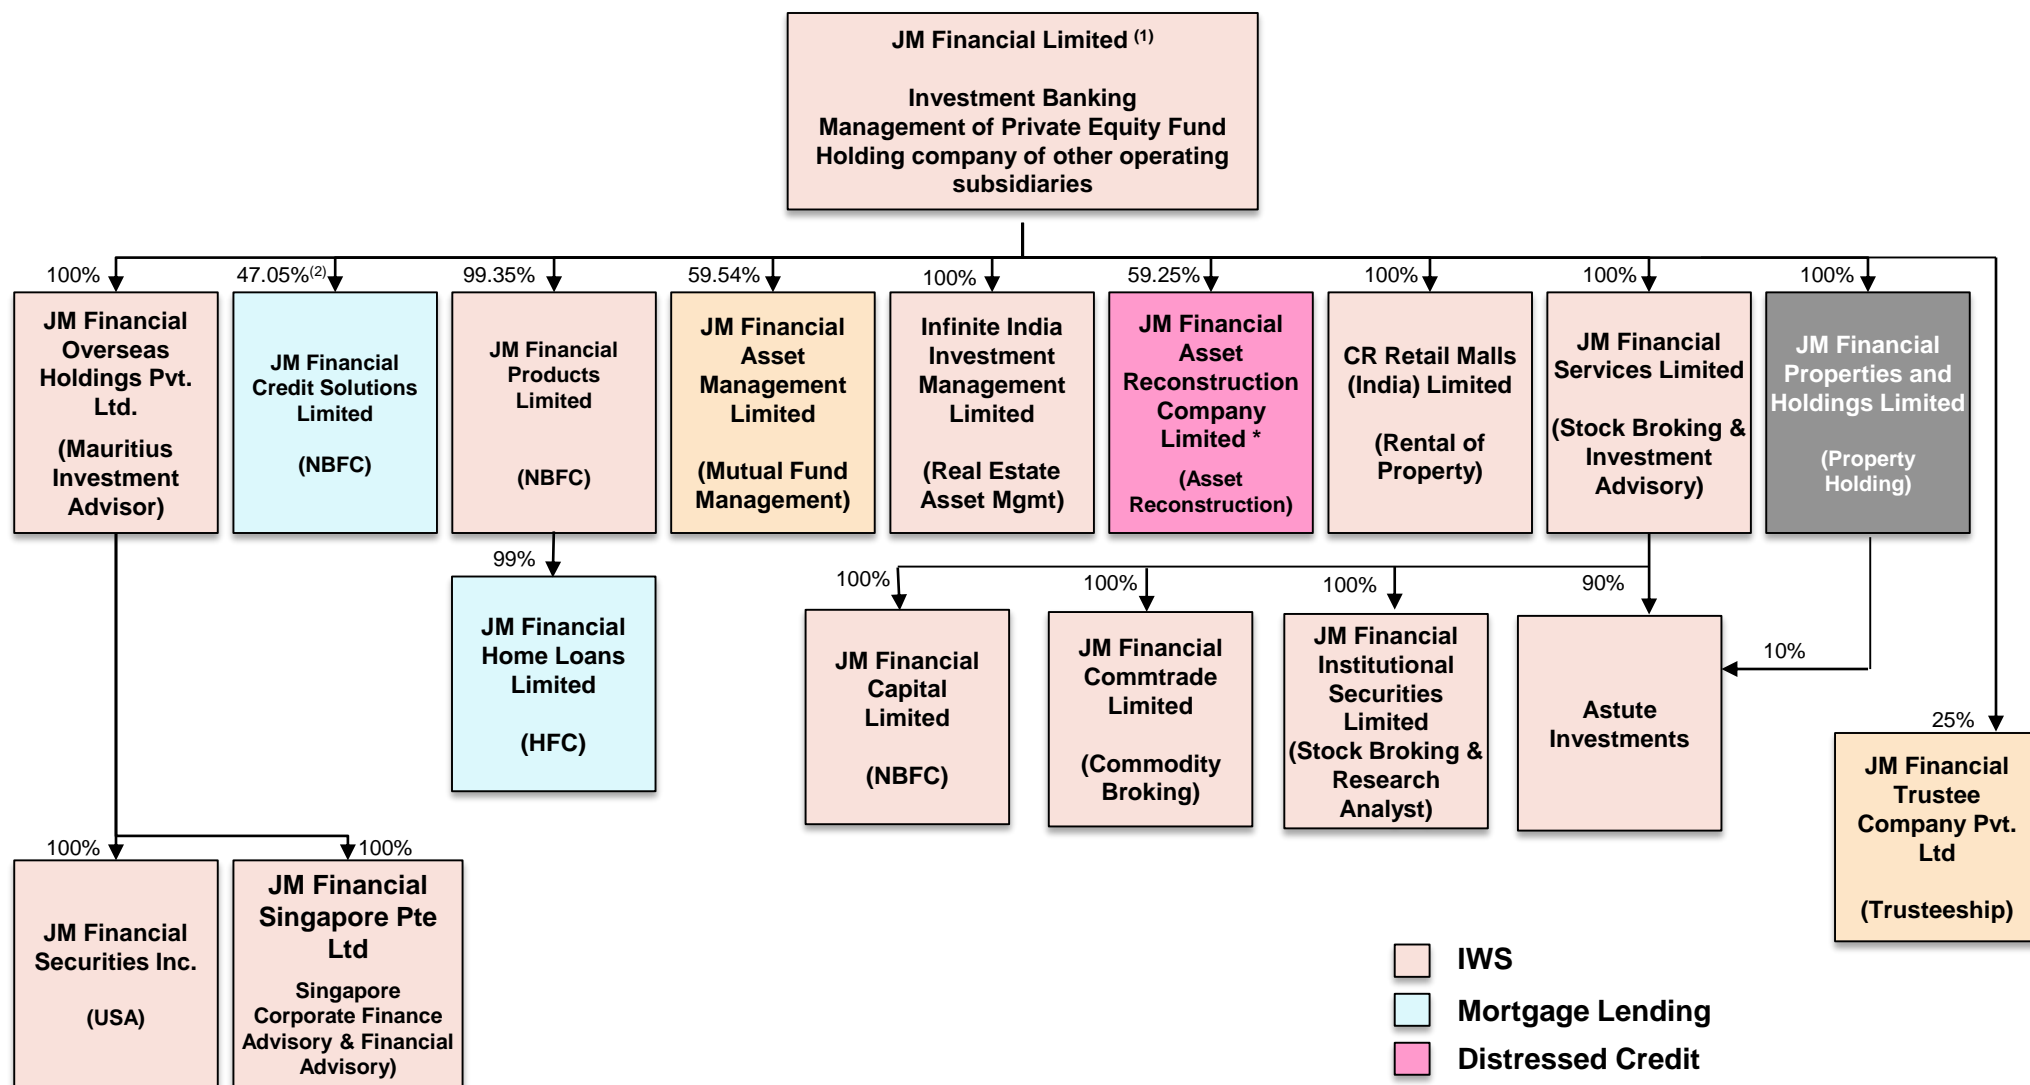 JM Financial Limited (1)
Investment Banking
Management of Private Equity Fund
Holding company of other operating
subsidiaries
100%
47.05%(2)
99.35%
59.54%
100%
59.25%
100%
100%
100%
JM Financial
Overseas
Holdings Pvt.
Ltd.
(Mauritius
Investment
Advisor)
JM Financial
Credit Solutions
Limited
(NBFC)
JM Financial
Products
Limited
(NBFC)
JM Financial
Asset
Management
Limited
(Mutual Fund
Management)
Infinite India
Investment
Management
Limited
(Real Estate
Asset Mgmt)
JM Financial
Asset
Reconstruction
Company
Limited *
(Asset
Reconstruction)
CR Retail Malls
(India) Limited
(Rental of
Property)
JM Financial
Services Limited
(Stock Broking &
Investment
Advisory)
JM Financial
Properties and
Holdings Limited
(Property
Holding)
99%
100%
100%
100%
90%
JM Financial
Home Loans
Limited
(HFC)
JM Financial
Capital
Limited
(NBFC)
JM Financial
Commtrade
Limited
(Commodity
Broking)
JM Financial
Institutional
Securities
Limited
(Stock Broking &
Research
Analyst)
Astute
Investments
10%
25%
JM Financial
Trustee
Company Pvt.
Ltd
(Trusteeship)
100%
100%
JM Financial
Securities Inc.
(USA)
JM Financial
Singapore Pte
Ltd
Singapore
Corporate Finance
Advisory & Financial
Advisory)
IWS
Mortgage Lending
Distressed Credit